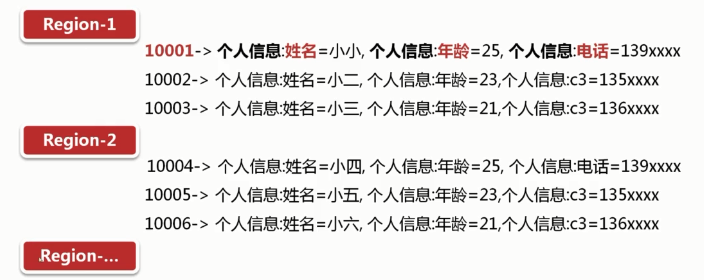 Region-1
10001-> 个人信息:姓名=小小, 个人信息:年龄=25, 个人信息:电话=139xxxx
10002-> 个人信息:姓名=小二, 个人信息:年龄=23,个人信息:c3=135xxxx
10003-> 个人信息:姓名=小三, 个人信息:年龄=21,个人信息:c3=136xxxx
Region-2
10004-> 个人信息:姓名=小四, 个人信息:年龄=25, 个人信息:电话=139xxxx
10005-> 个人信息:姓名=小五, 个人信息:年龄=23,个人信息:c3=135xxxx
10006-> 个人信息:姓名=小六, 个人信息:年龄=21,个人信息:c3=136xxxx
.Region-...